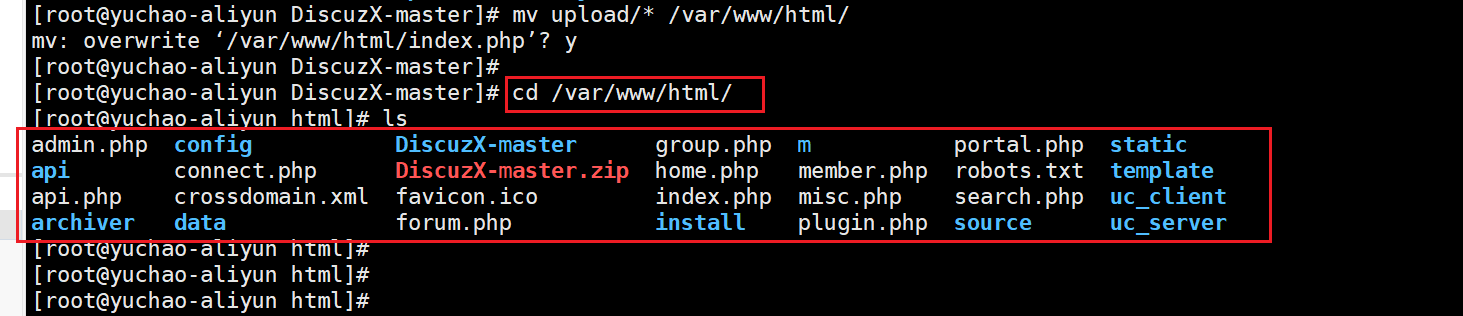 [root@yuchao-aliyun DiscuzX-master]# mv upload/* /var/www/html/
mv: overwrite ‘/var/www/html/index.php’? y
[root@yuchao-aliyun DiscuzX-master]#
[root@yuchao-aliyun DiscuzX-master]# cd /var/www/html/
[root@yuchao-aliyun html]# ls
admin.php config DiscuzX-master group.php m portal.php static
api connect.php DiscuzX-master.zip home.php member.php robots.txt template
api.php crossdomain.xml favicon.ico index.php misc.php search.php uc_client
archiver data forum.php install plugin.php source uc_server
[root@yuchao-aliyun html]#
[root@yuchao-aliyun html]#
[root@yuchao-aliyun html]#